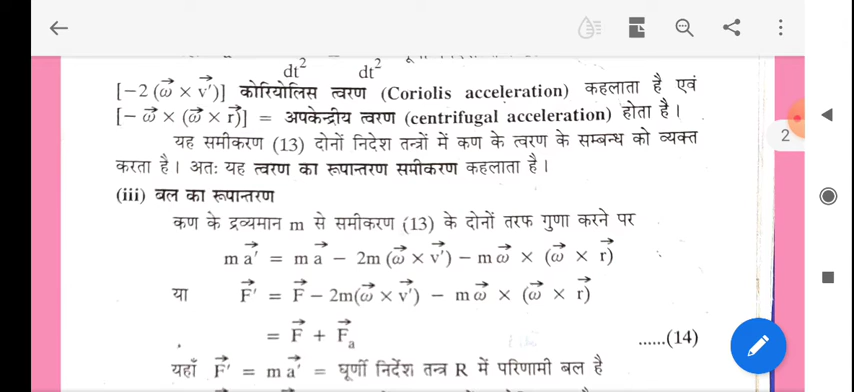 dt² dt²
[−2 (ω⃗ × v⃗')] कोरियोलिस त्वरण (Coriolis acceleration) कहलाता है एवं
[− ω⃗ × (ω⃗ × r⃗)] = अपकेन्द्रीय त्वरण (centrifugal acceleration) होता है।
यह समीकरण (13) दोनों निदेश तन्त्रों में कण के त्वरण के सम्बन्ध को व्यक्त
करता है। अतः यह त्वरण का रूपान्तरण समीकरण कहलाता है।
(iii) बल का रूपान्तरण
कण के द्रव्यमान m से समीकरण (13) के दोनों तरफ गुणा करने पर
m a⃗' = m a⃗ − 2m (ω⃗ × v⃗') − m ω⃗ × (ω⃗ × r⃗)
या F⃗' = F⃗ − 2m(ω⃗ × v⃗') − m ω⃗ × (ω⃗ × r⃗)
= F⃗ + F⃗ₐ ......(14)
यहाँ F⃗' = m a⃗' = घूर्णी निर्देश तन्त्र R में परिणामी बल है
2